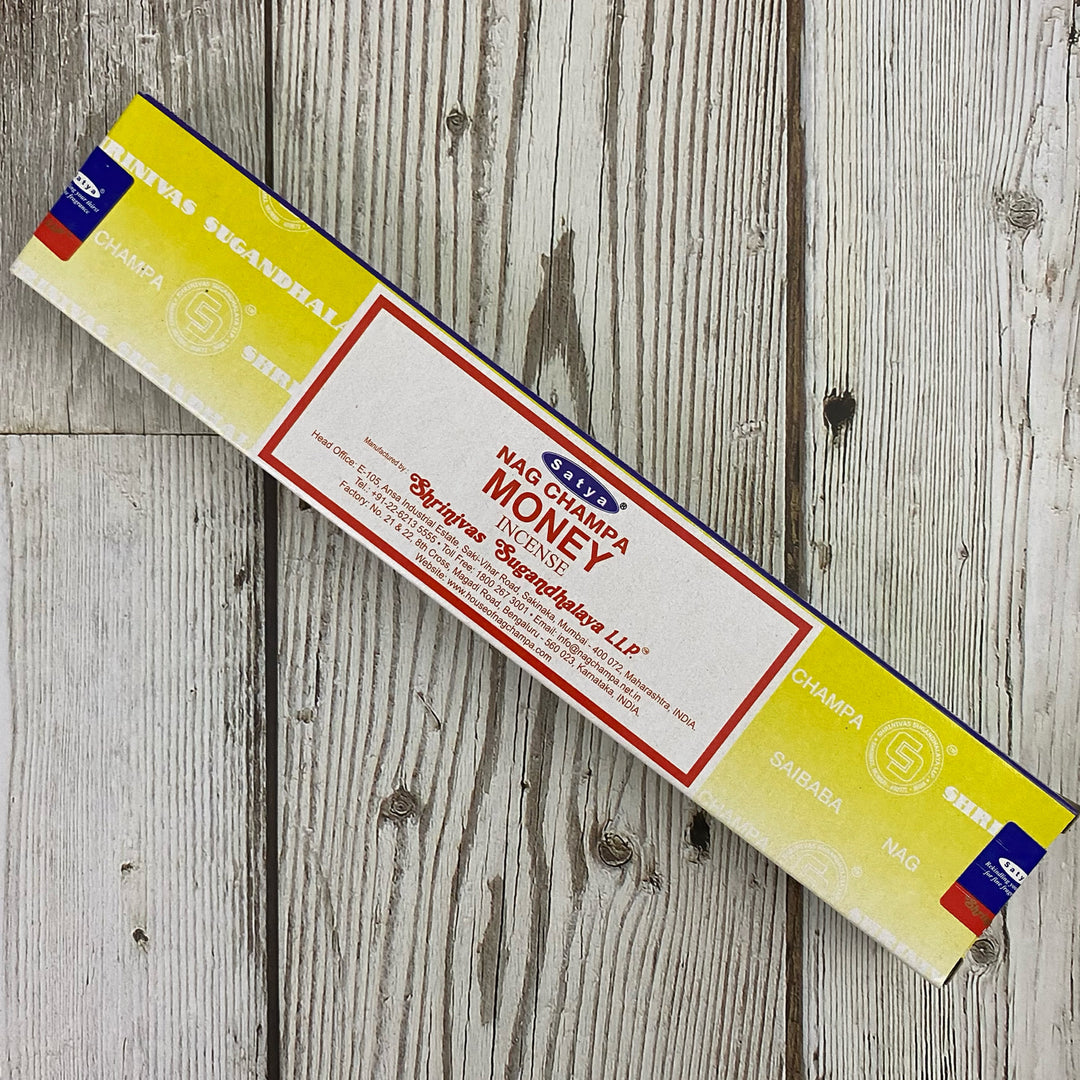 Satya®
NAG CHAMPA
MONEY
INCENSE
Manufactured by :
Shrinivas Sugandhalaya LLP.
Head Office: E-105, Ansa Industrial Estate, Saki-Vihar Road, Sakinaka, Mumbai - 400 072, Maharashtra, INDIA.
Tel.: +91-22-6213 5555 • Toll Free: 1800 267 3001 • Email: info@nagchampa.net.in
Factory: No. 21 & 22, 8th Cross, Magadi Road, Bengaluru - 560 023, Karnataka, INDIA.
Website: www.houseofnagchampa.com
SUGANDHALA
CHAMPA
SHRI
CHAMPA
SAIBABA
NAG
SHRI